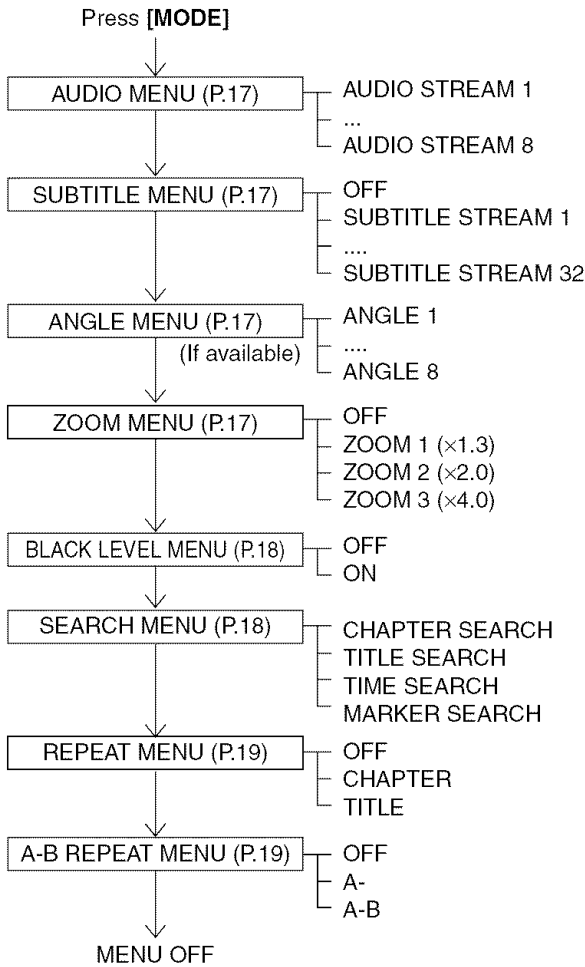 Press [MODE]
AUDIO MENU (P.17)
AUDIO STREAM 1
...
AUDIO STREAM 8
SUBTITLE MENU (P.17)
OFF
SUBTITLE STREAM 1
....
SUBTITLE STREAM 32
ANGLE MENU (P.17)
(If available)
ANGLE 1
....
ANGLE 8
ZOOM MENU (P.17)
OFF
ZOOM 1 (×1.3)
ZOOM 2 (×2.0)
ZOOM 3 (×4.0)
BLACK LEVEL MENU (P.18)
OFF
ON
SEARCH MENU (P.18)
CHAPTER SEARCH
TITLE SEARCH
TIME SEARCH
MARKER SEARCH
REPEAT MENU (P.19)
OFF
CHAPTER
TITLE
A-B REPEAT MENU (P.19)
OFF
A-
A-B
MENU OFF